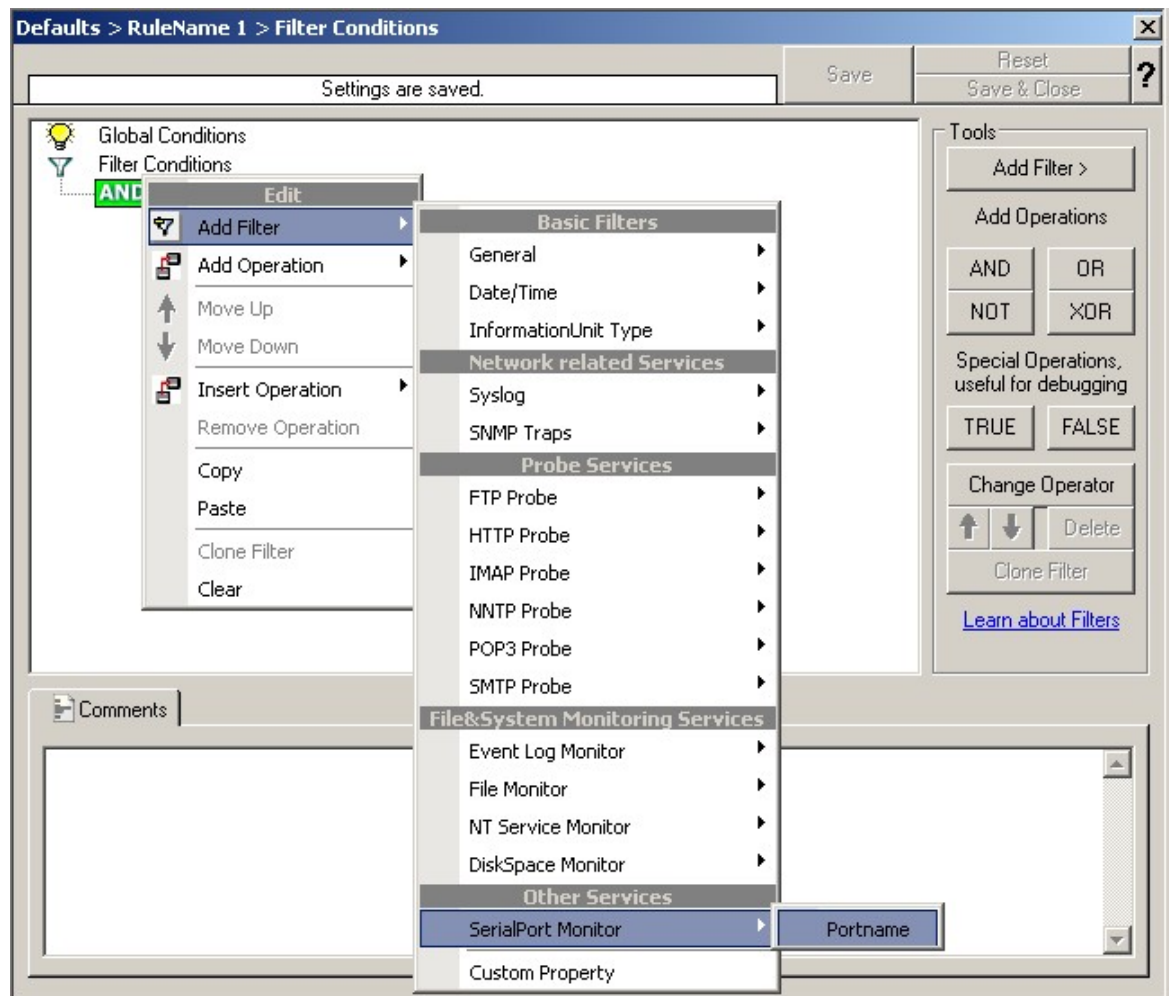 Defaults > RuleName 1 > Filter Conditions
Settings are saved.
Save
Reset
Save & Close
?
Global Conditions
Filter Conditions
AND
Edit
Add Filter
Add Operation
Move Up
Move Down
Insert Operation
Remove Operation
Copy
Paste
Clone Filter
Clear
Basic Filters
General
Date/Time
InformationUnit Type
Network related Services
Syslog
SNMP Traps
Probe Services
FTP Probe
HTTP Probe
IMAP Probe
NNTP Probe
POP3 Probe
SMTP Probe
File&System Monitoring Services
Event Log Monitor
File Monitor
NT Service Monitor
DiskSpace Monitor
Other Services
SerialPort Monitor
Portname
Custom Property
Tools
Add Filter >
Add Operations
AND
OR
NOT
XOR
Special Operations,
useful for debugging
TRUE
FALSE
Change Operator
Delete
Clone Filter
Learn about Filters
Comments